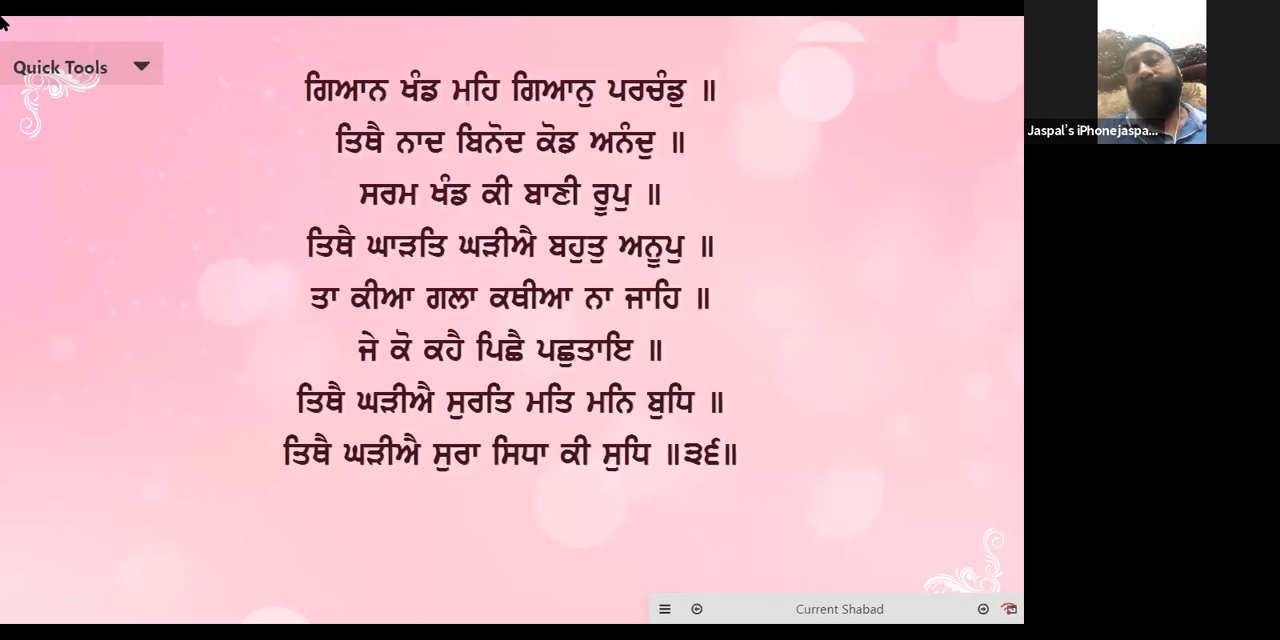 Quick Tools
ਗਿਆਨ ਖੰਡ ਮਹਿ ਗਿਆਨੁ ਪਰਚੰਡੁ ॥
ਤਿਥੈ ਨਾਦ ਬਿਨੋਦ ਕੋਡ ਅਨੰਦੁ ॥
ਸਰਮ ਖੰਡ ਕੀ ਬਾਣੀ ਰੂਪੁ ॥
ਤਿਥੈ ਘਾੜਤਿ ਘੜੀਐ ਬਹੁਤੁ ਅਨੂਪੁ ॥
ਤਾ ਕੀਆ ਗਲਾ ਕਥੀਆ ਨਾ ਜਾਹਿ ॥
ਜੇ ਕੋ ਕਹੈ ਪਿਛੈ ਪਛੁਤਾਇ ॥
ਤਿਥੈ ਘੜੀਐ ਸੁਰਤਿ ਮਤਿ ਮਨਿ ਬੁਧਿ ॥
ਤਿਥੈ ਘੜੀਐ ਸੁਰਾ ਸਿਧਾ ਕੀ ਸੁਧਿ ॥੩੬॥
Current Shabad
Jaspal's iPhonejaspa...